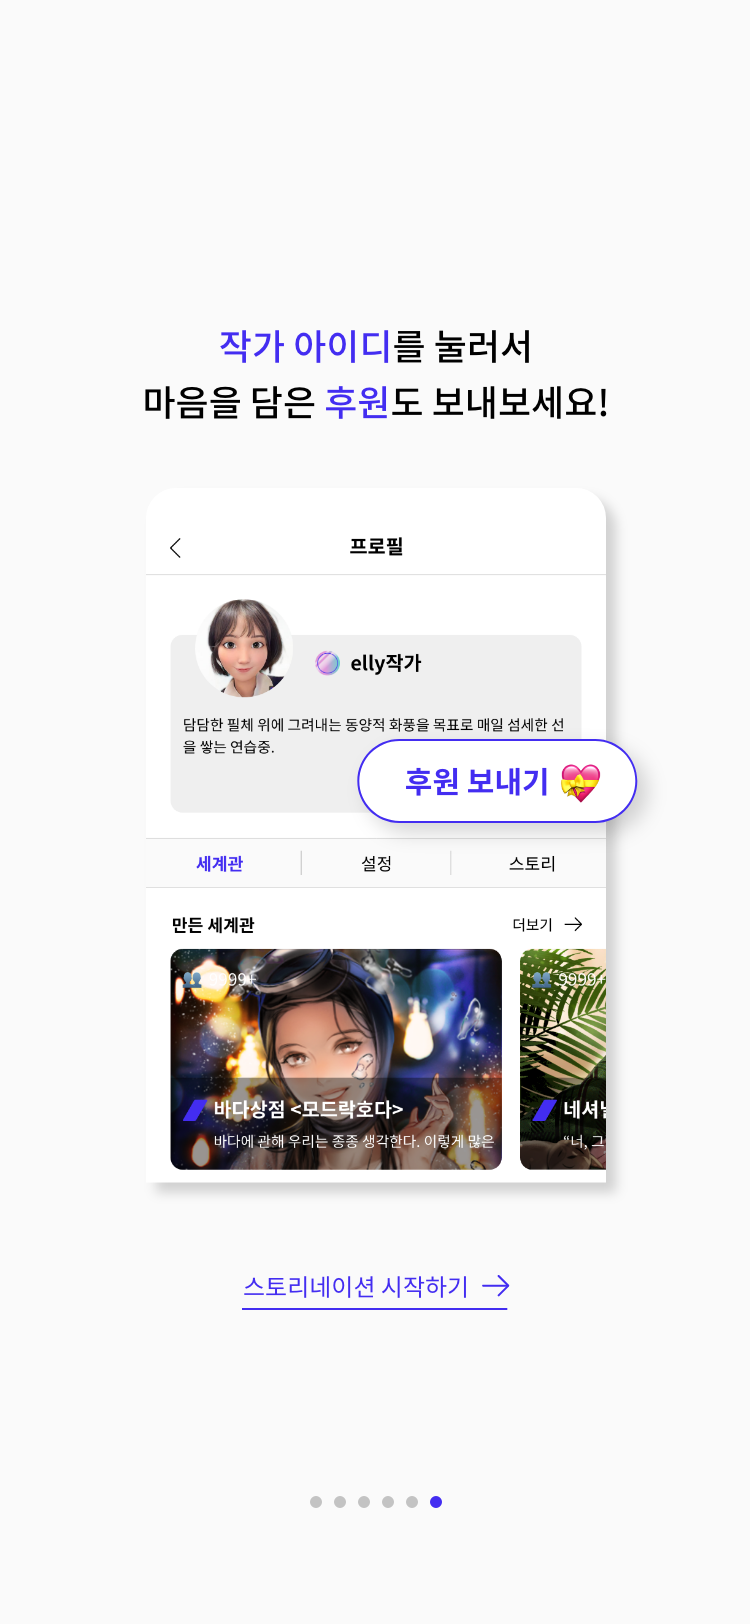 작가 아이디를 눌러서
마음을 담은 후원도 보내보세요!
프로필
elly작가
담담한 필체 위에 그려내는 동양적 화풍을 목표로 매일 섬세한 선
을 쌓는 연습중.
후원 보내기
세계관
설정
스토리
만든 세계관
더보기
9999+
9999+
바다상점 <모드락호다>
네셔널
바다에 관해 우리는 종종 생각한다. 이렇게 많은
“너, 그
스토리네이션 시작하기